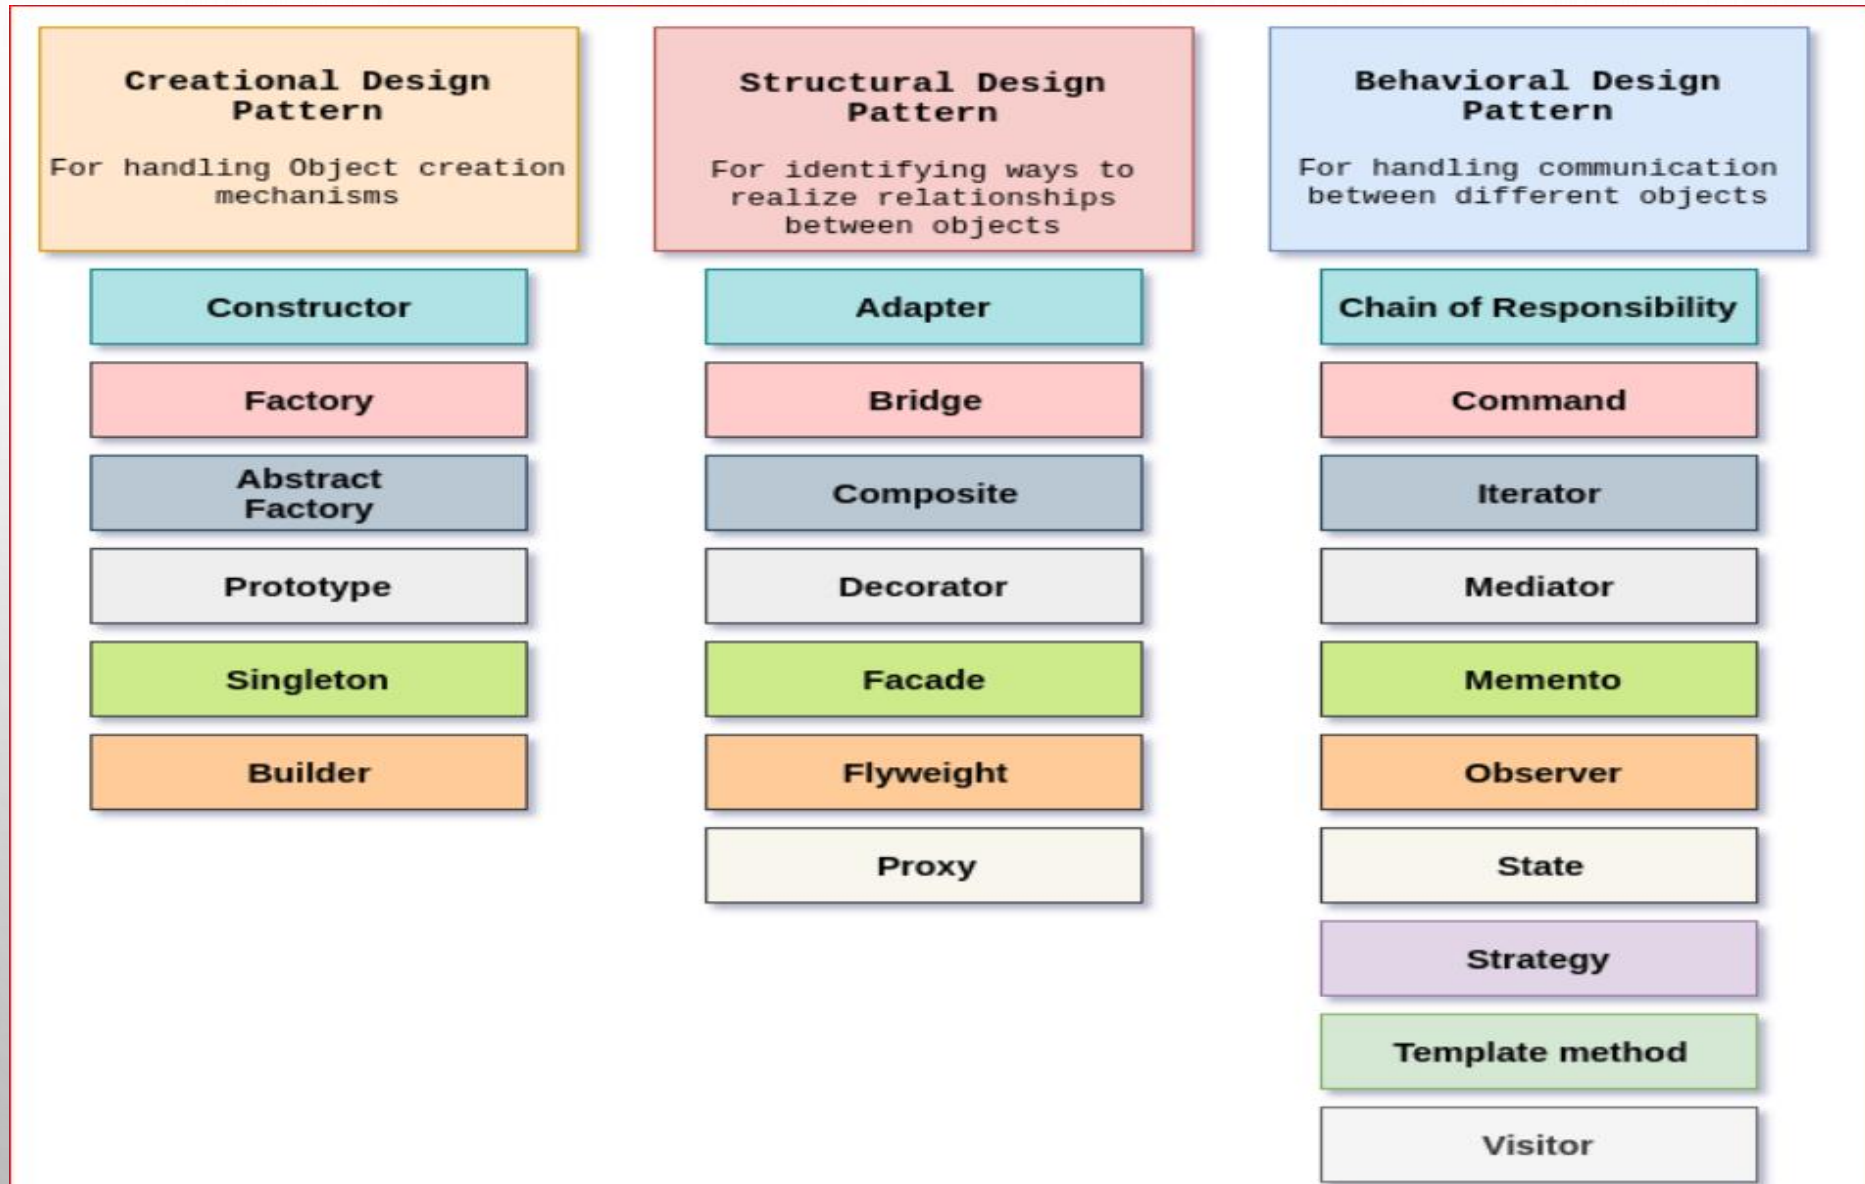 Creational Design
Pattern
For handling Object creation
mechanisms
Constructor
Factory
Abstract
Factory
Prototype
Singleton
Builder
Structural Design
Pattern
For identifying ways to
realize relationships
between objects
Adapter
Bridge
Composite
Decorator
Facade
Flyweight
Proxy
Behavioral Design
Pattern
For handling communication
between different objects
Chain of Responsibility
Command
Iterator
Mediator
Memento
Observer
State
Strategy
Template method
Visitor